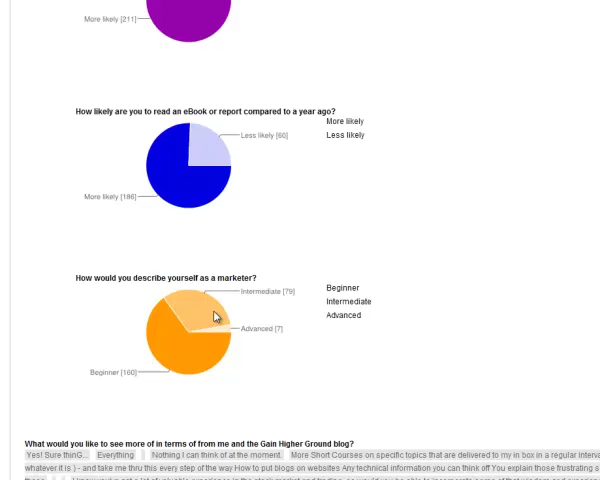 More likely [211]
How likely are you to read an eBook or report compared to a year ago?
More likely
Less likely [60]
Less likely
More likely [186]
How would you describe yourself as a marketer?
Intermediate [79]
Beginner
Intermediate
Advanced [7]
Advanced
Beginner [160]
What would you like to see more of in terms of from me and the Gain Higher Ground blog?
Yes! Sure thinG... Everything Nothing I can think of at the moment. More Short Courses on specific topics that are delivered to my in box in a regular interva
whatever it is ) - and take me thru this every step of the way How to put blogs on websites Any technical information you can think off You explain those frustrating s